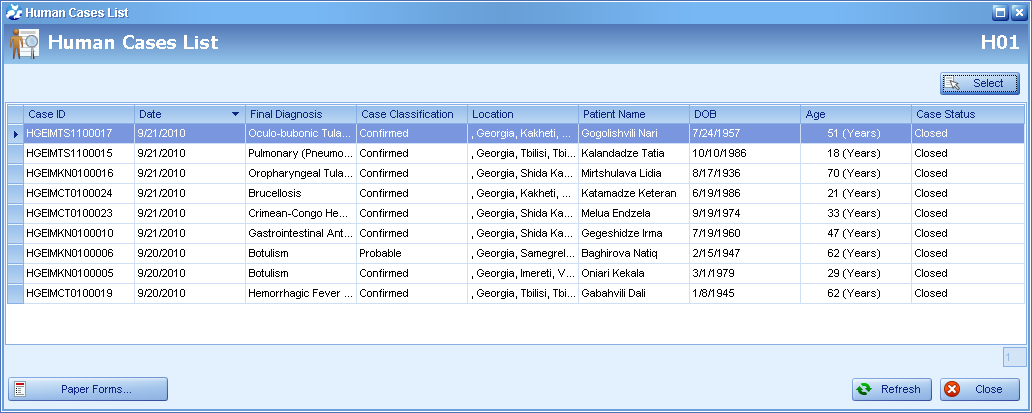 Human Cases List
Human Cases List H01
Select
Case ID Date Final Diagnosis Case Classification Location Patient Name DOB Age Case Status
HGEIMTS1100017 9/21/2010 Oculo-bubonic Tula... Confirmed , Georgia, Kakheti, ... Gogolishvili Nari 7/24/1957 51 (Years) Closed
HGEIMTS1100015 9/21/2010 Pulmonary (Pneumo... Confirmed , Georgia, Tbilisi, Tbi... Kalandadze Tatia 10/10/1986 18 (Years) Closed
HGEIMKN0100016 9/21/2010 Oropharyngeal Tula... Confirmed , Georgia, Shida Ka... Mirtshulava Lidia 8/17/1936 70 (Years) Closed
HGEIMCT0100024 9/21/2010 Brucellosis Confirmed , Georgia, Kakheti, ... Katamadze Keteran 6/19/1986 21 (Years) Closed
HGEIMCT0100023 9/21/2010 Crimean-Congo He... Confirmed , Georgia, Shida Ka... Melua Endzela 9/19/1974 33 (Years) Closed
HGEIMKN0100010 9/21/2010 Gastrointestinal Ant... Confirmed , Georgia, Shida Ka... Gegeshidze Irma 7/19/1960 47 (Years) Closed
HGEIMKN0100006 9/20/2010 Botulism Probable , Georgia, Samegrel... Baghirova Natiq 2/15/1947 62 (Years) Closed
HGEIMKN0100005 9/20/2010 Botulism Confirmed , Georgia, Imereti, V... Oniari Kekala 3/1/1979 29 (Years) Closed
HGEIMCT0100019 9/20/2010 Hemorrhagic Fever ... Confirmed , Georgia, Tbilisi, Tbi... Gabahvili Dali 1/8/1945 62 (Years) Closed
1
Paper Forms... Refresh Close